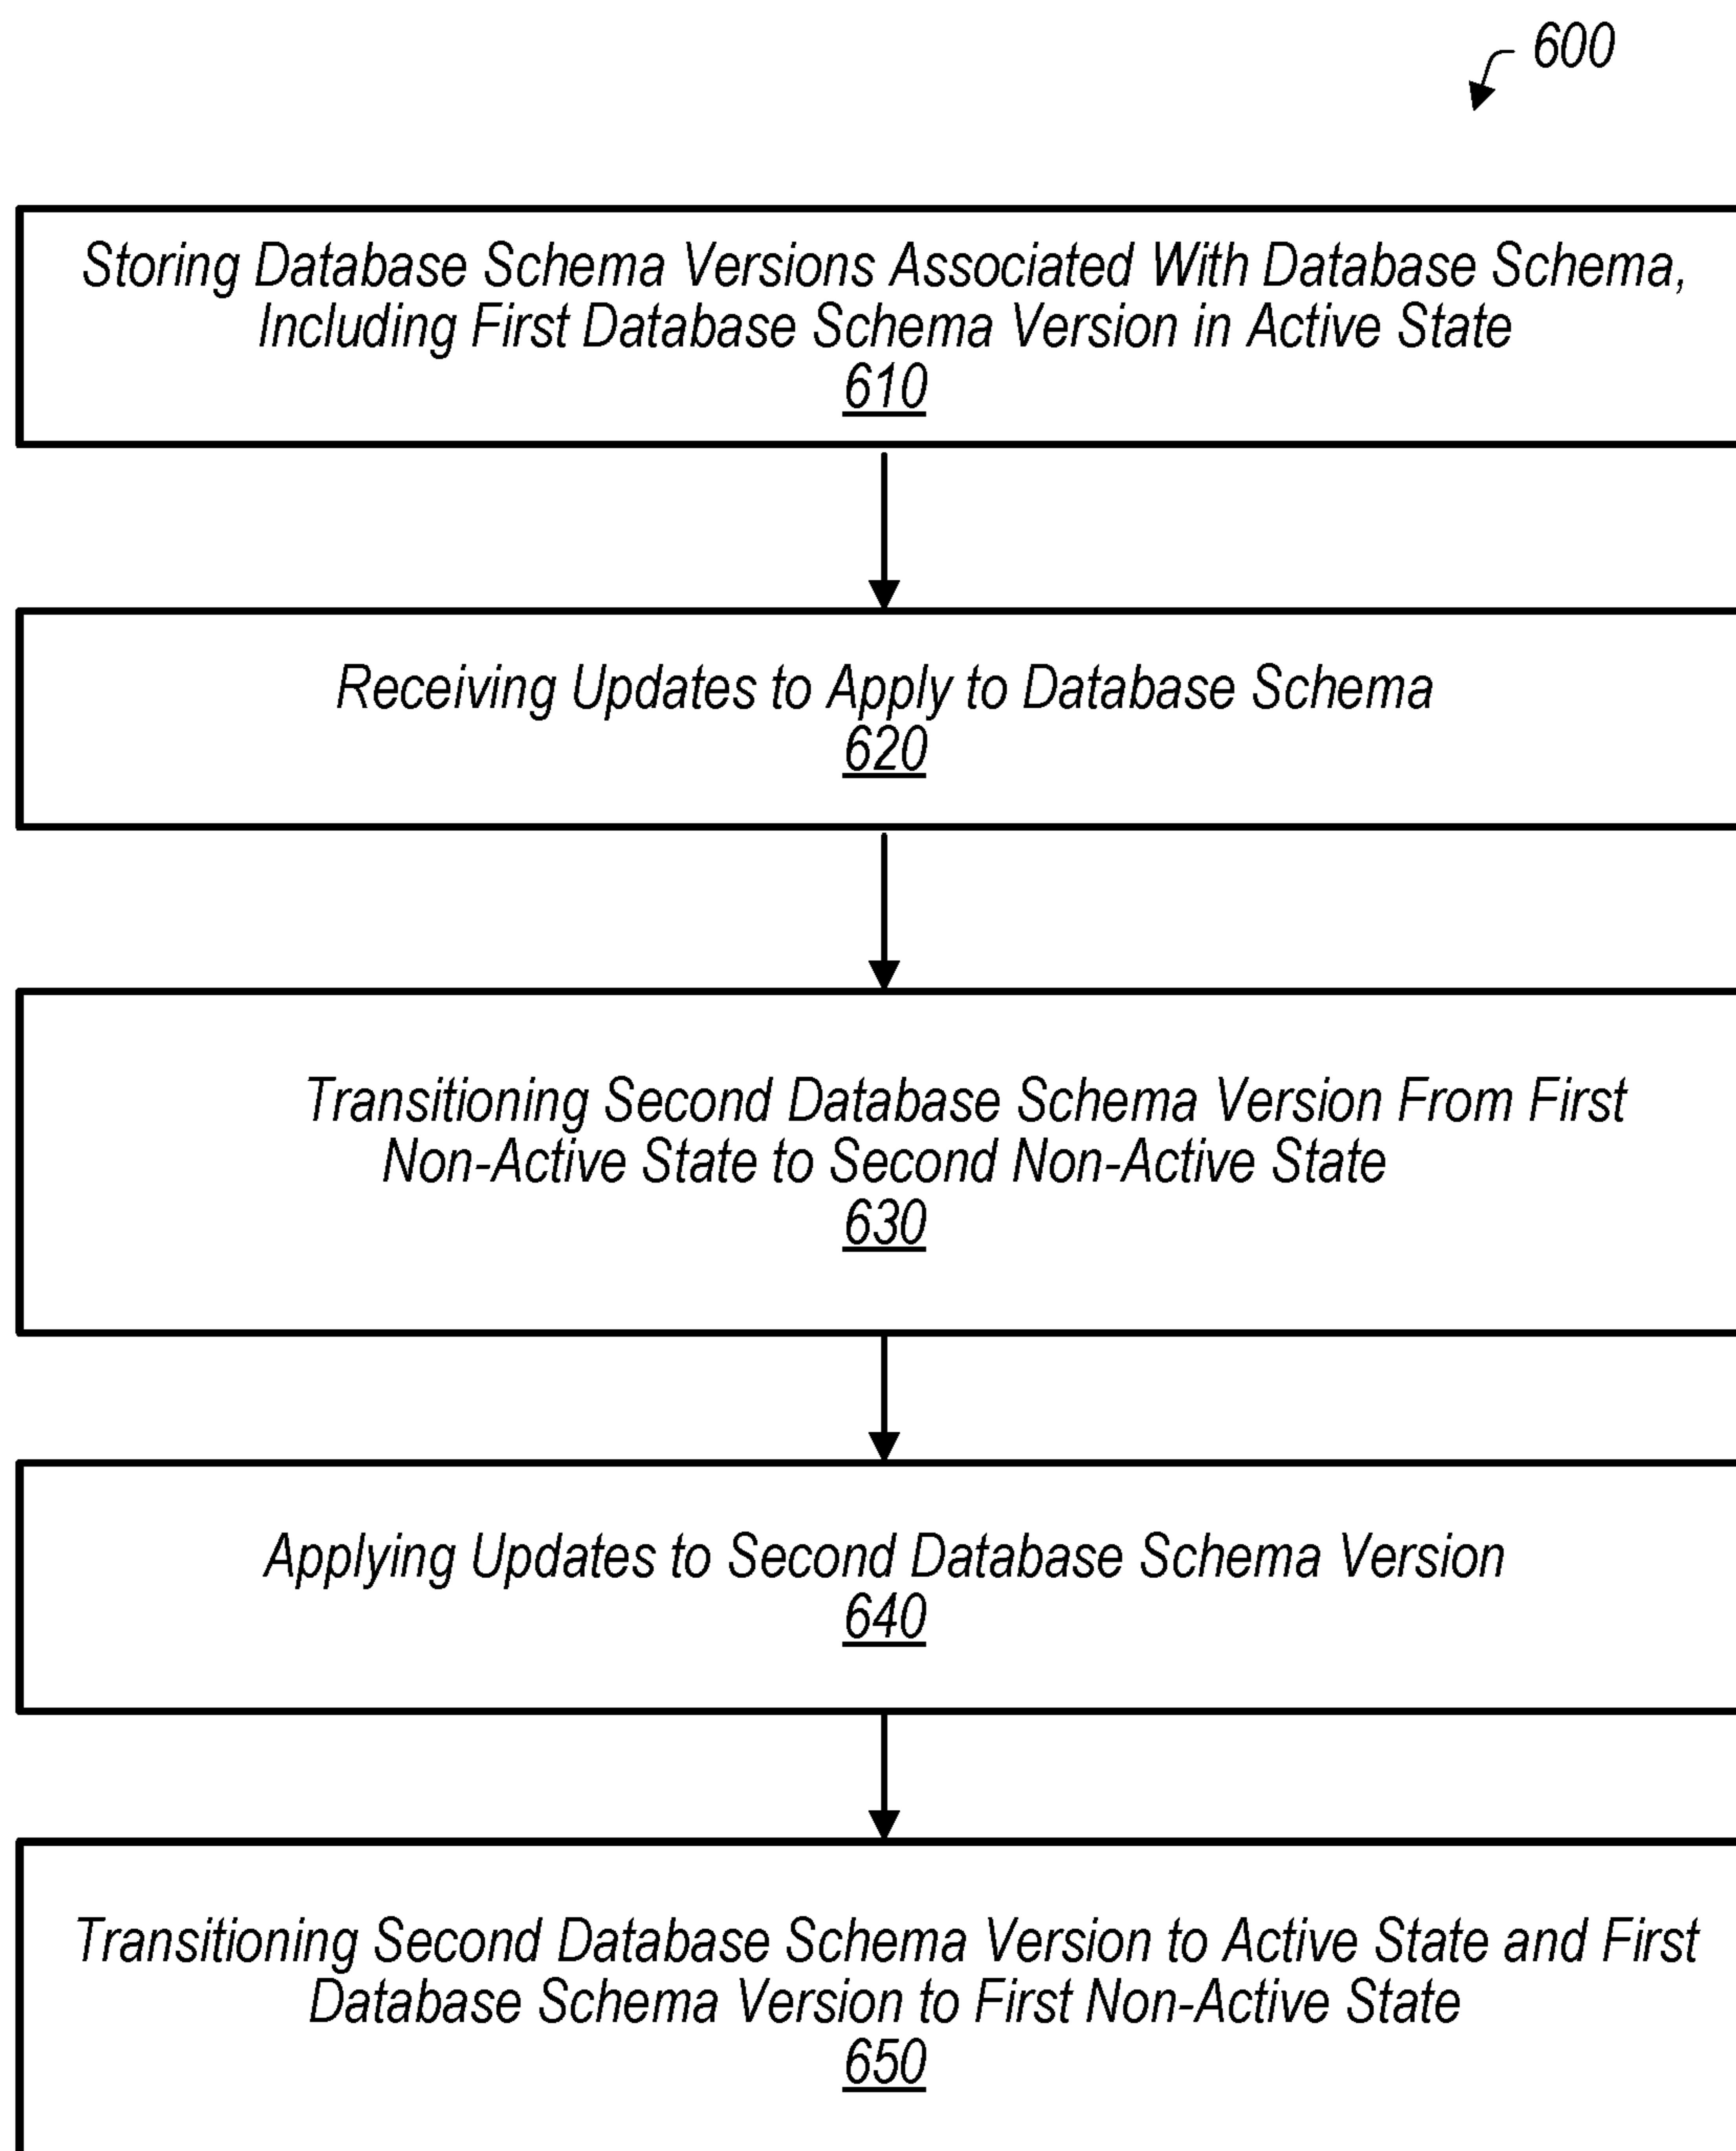 600
Storing Database Schema Versions Associated With Database Schema,
Including First Database Schema Version in Active State
610
Receiving Updates to Apply to Database Schema
620
Transitioning Second Database Schema Version From First
Non-Active State to Second Non-Active State
630
Applying Updates to Second Database Schema Version
640
Transitioning Second Database Schema Version to Active State and First
Database Schema Version to First Non-Active State
650